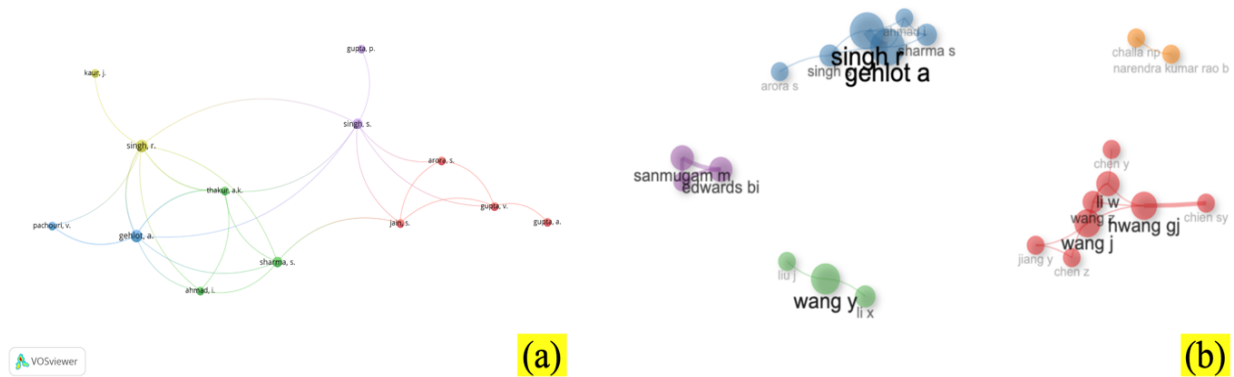 gupta, p.
kaur, j.
singh, s.
singh, r.
arora, s.
thakur, a.k.
gupta, v.
pachouri, v.
jain, s.
gupta, a.
gehlot, a.
sharma, s.
ahmad, i.
VOSviewer
(a)
ahmad i
sharma s
singh r
singh s
gehlot a
arora s
challa np
narendra kumar rao b
sanmugam m
edwards bi
chen y
li w
chien sy
wang z
hwang gj
wang j
jiang y
chen z
liu j
wang y
li x
(b)